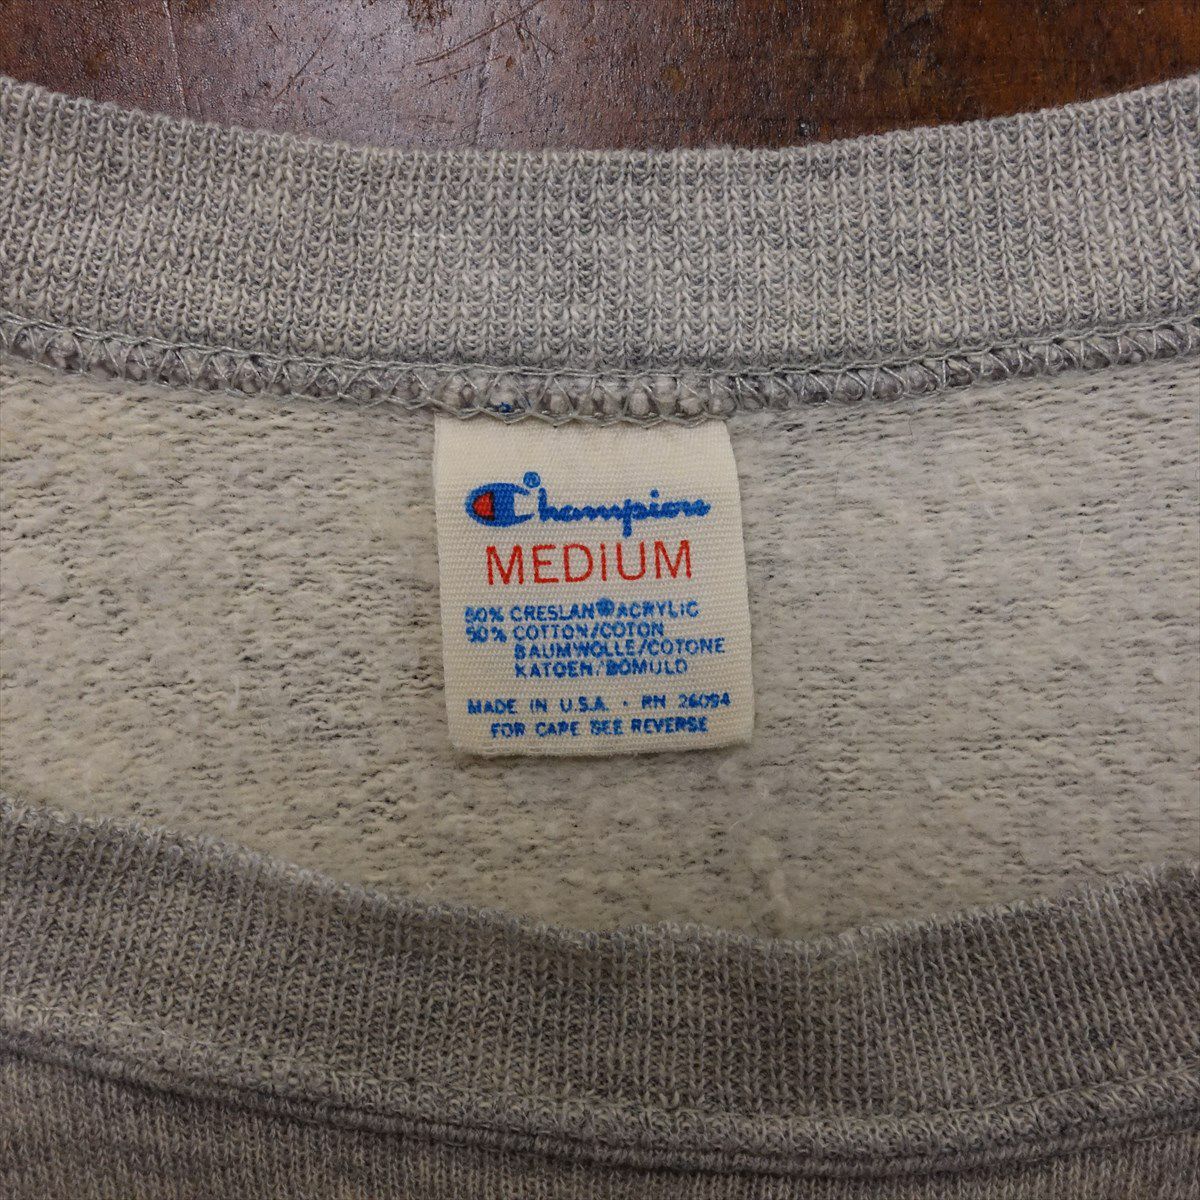 Champion®
MEDIUM
50% CRESLAN® ACRYLIC
50% COTTON/COTON
BAUMWOLLE/COTONE
KATOEN/BOMULD
MADE IN U.S.A. · RN 26094
FOR CARE SEE REVERSE